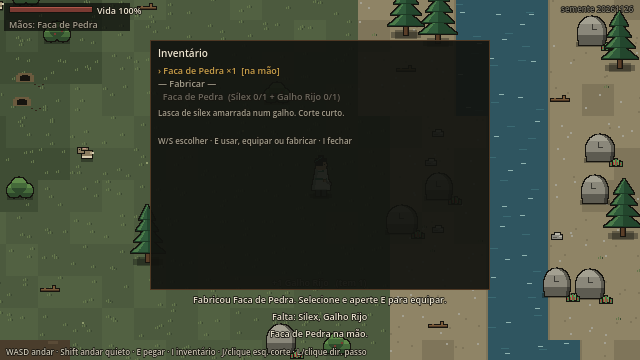 Vida 100%
Mãos: Faca de Pedra
semente 20261126
Inventário
› Faca de Pedra ×1 [na mão]
— Fabricar —
Faca de Pedra (Sílex 0/1 + Galho Rijo 0/1)
Lasca de sílex amarrada num galho. Corte curto.
W/S escolher · E usar, equipar ou fabricar · I fechar
Fabricou Faca de Pedra. Selecione e aperte E para equipar.
Falta: Sílex, Galho Rijo
Faca de Pedra na mão.
WASD andar · Shift andar quieto · E pegar · I inventário · J/clique esq. corte · L/clique dir. passo